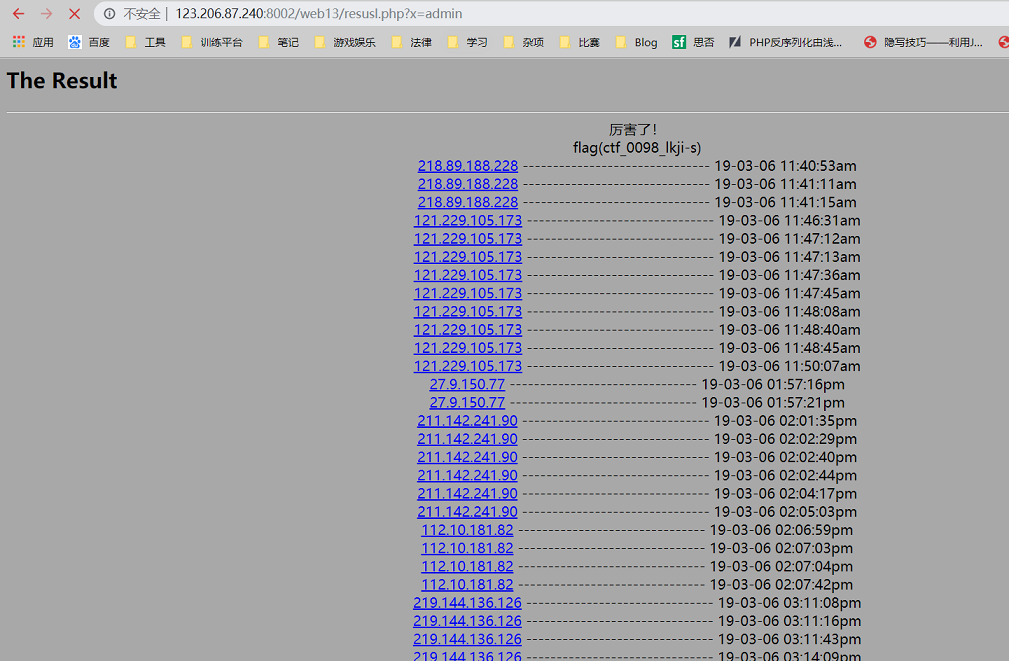 不安全 | 123.206.87.240:8002/web13/resusl.php?x=admin
应用 百度 工具 训练平台 笔记 游戏娱乐 法律 学习 杂项 比赛 Blog sf 思否 PHP反序列化由浅... 隐写技巧——利用J...
The Result
厉害了!
flag(ctf_0098_lkji-s)
218.89.188.228 ------------------------------ 19-03-06 11:40:53am
218.89.188.228 ------------------------------ 19-03-06 11:41:11am
218.89.188.228 ------------------------------ 19-03-06 11:41:15am
121.229.105.173 ------------------------------ 19-03-06 11:46:31am
121.229.105.173 ------------------------------ 19-03-06 11:47:12am
121.229.105.173 ------------------------------ 19-03-06 11:47:13am
121.229.105.173 ------------------------------ 19-03-06 11:47:36am
121.229.105.173 ------------------------------ 19-03-06 11:47:45am
121.229.105.173 ------------------------------ 19-03-06 11:48:08am
121.229.105.173 ------------------------------ 19-03-06 11:48:40am
121.229.105.173 ------------------------------ 19-03-06 11:48:45am
121.229.105.173 ------------------------------ 19-03-06 11:50:07am
27.9.150.77 ------------------------------ 19-03-06 01:57:16pm
27.9.150.77 ------------------------------ 19-03-06 01:57:21pm
211.142.241.90 ------------------------------ 19-03-06 02:01:35pm
211.142.241.90 ------------------------------ 19-03-06 02:02:29pm
211.142.241.90 ------------------------------ 19-03-06 02:02:40pm
211.142.241.90 ------------------------------ 19-03-06 02:02:44pm
211.142.241.90 ------------------------------ 19-03-06 02:04:17pm
211.142.241.90 ------------------------------ 19-03-06 02:05:03pm
112.10.181.82 ------------------------------ 19-03-06 02:06:59pm
112.10.181.82 ------------------------------ 19-03-06 02:07:03pm
112.10.181.82 ------------------------------ 19-03-06 02:07:04pm
112.10.181.82 ------------------------------ 19-03-06 02:07:42pm
219.144.136.126 ------------------------------ 19-03-06 03:11:08pm
219.144.136.126 ------------------------------ 19-03-06 03:11:16pm
219.144.136.126 ------------------------------ 19-03-06 03:11:43pm
219.144.136.126 ------------------------------ 19-03-06 03:14:09pm